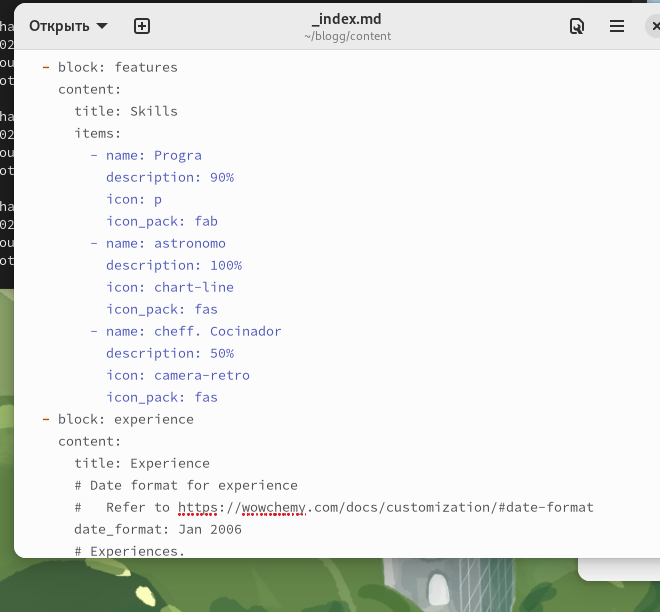 Открыть
_index.md
~/blogg/content
- block: features
content:
title: Skills
items:
- name: Progra
description: 90%
icon: p
icon_pack: fab
- name: astronomo
description: 100%
icon: chart-line
icon_pack: fas
- name: cheff. Cocinador
description: 50%
icon: camera-retro
icon_pack: fas
- block: experience
content:
title: Experience
# Date format for experience
#   Refer to https://wowchemy.com/docs/customization/#date-format
date_format: Jan 2006
# Experiences.